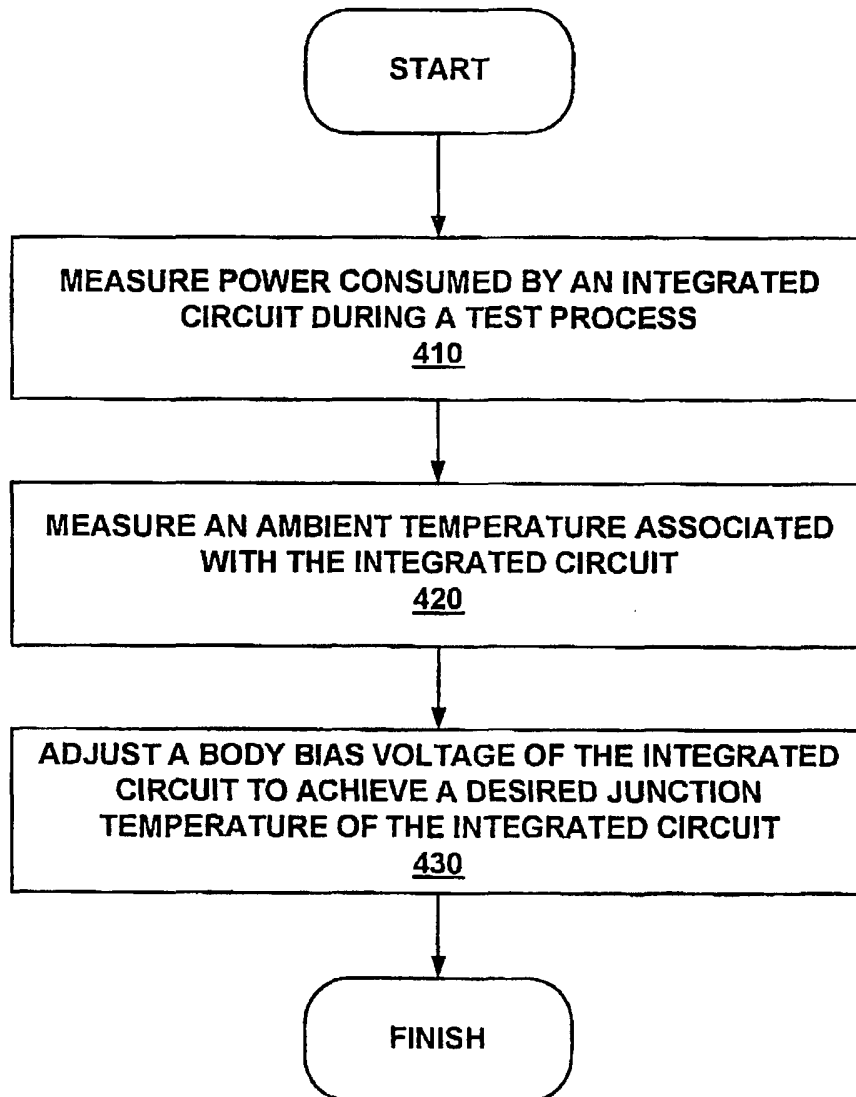 START
MEASURE POWER CONSUMED BY AN INTEGRATED
CIRCUIT DURING A TEST PROCESS
410
MEASURE AN AMBIENT TEMPERATURE ASSOCIATED
WITH THE INTEGRATED CIRCUIT
420
ADJUST A BODY BIAS VOLTAGE OF THE INTEGRATED
CIRCUIT TO ACHIEVE A DESIRED JUNCTION
TEMPERATURE OF THE INTEGRATED CIRCUIT
430
FINISH